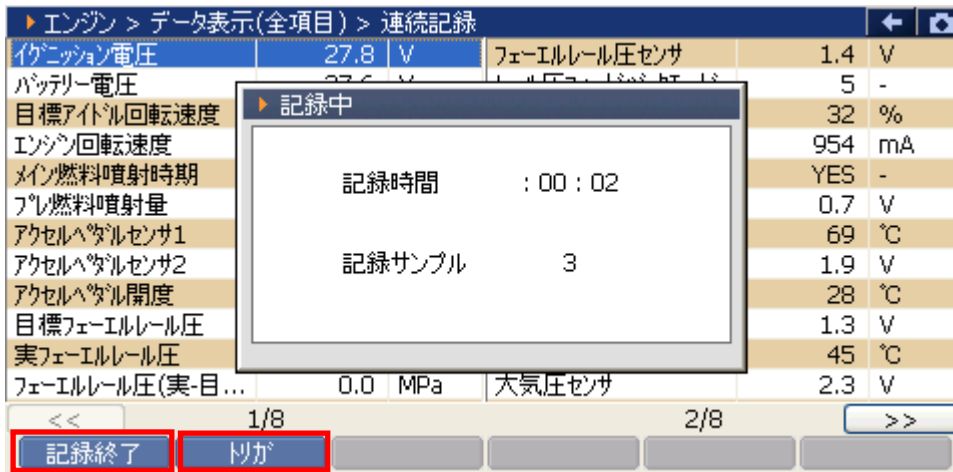 エンジン > データ表示(全項目) > 連続記録
イグニッション電圧 27.8 V フェーエルレール圧センサ 1.4 V
バッテリー電圧 5 -
目標アイドル回転速度 32 %
エンジン回転速度 954 mA
メイン燃料噴射時期 YES -
プレ燃料噴射量 0.7 V
アクセルペダルセンサ1 69 ℃
アクセルペダルセンサ2 1.9 V
アクセルペダル開度 28 ℃
目標フェーエルレール圧 1.3 V
実フェーエルレール圧 45 ℃
フェーエルレール圧(実-目... 0.0 MPa 大気圧センサ 2.3 V
記録中
記録時間 :00:02
記録サンプル 3
<< 1/8 2/8 >>
記録終了 トリガ